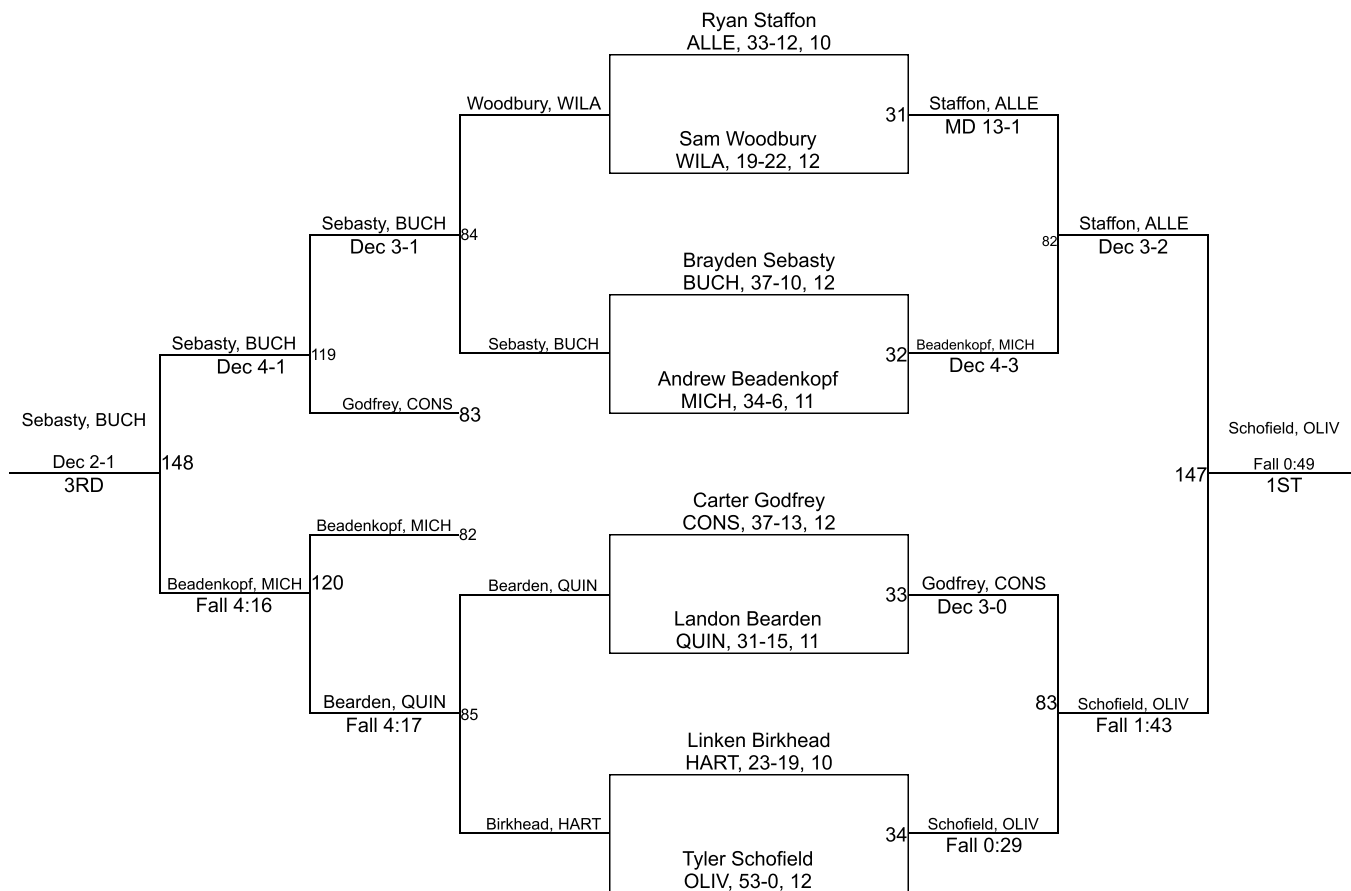 Ryan Staffon
ALLE, 33-12, 10
Woodbury, WILA
31
Staffon, ALLE
MD 13-1
Sam Woodbury
WILA, 19-22, 12
Sebasty, BUCH
Dec 3-1
84
82
Staffon, ALLE
Dec 3-2
Brayden Sebasty
BUCH, 37-10, 12
Sebasty, BUCH
Dec 4-1
119
Sebasty, BUCH
32
Beadenkopf, MICH
Dec 4-3
Andrew Beadenkopf
MICH, 34-6, 11
Godfrey, CONS
83
Sebasty, BUCH
Dec 2-1
3RD
148
Schofield, OLIV
147
Fall 0:49
1ST
Carter Godfrey
CONS, 37-13, 12
Beadenkopf, MICH
82
Beadenkopf, MICH
Fall 4:16
120
Bearden, QUIN
33
Godfrey, CONS
Dec 3-0
Landon Bearden
QUIN, 31-15, 11
Bearden, QUIN
Fall 4:17
85
83
Schofield, OLIV
Fall 1:43
Linken Birkhead
HART, 23-19, 10
Birkhead, HART
34
Schofield, OLIV
Fall 0:29
Tyler Schofield
OLIV, 53-0, 12